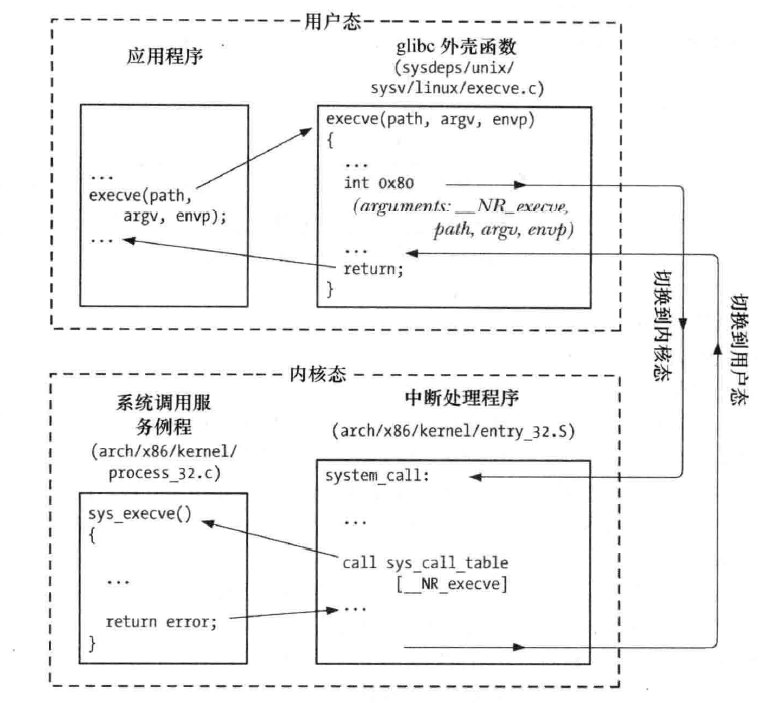 用户态
应用程序
glibc 外壳函数
(sysdeps/unix/
sysv/linux/execve.c)
...
execve(path,
argv, envp);
...
execve(path, argv, envp)
{
...
int 0x80
(arguments: __NR_execve,
path, argv, envp)
...
return;
}
切换到内核态
切换到用户态
内核态
系统调用服
务例程
(arch/x86/kernel/
process_32.c)
中断处理程序
(arch/x86/kernel/entry_32.S)
sys_execve()
{
...
return error;
}
system_call:
...
call sys_call_table
[__NR_execve]
...